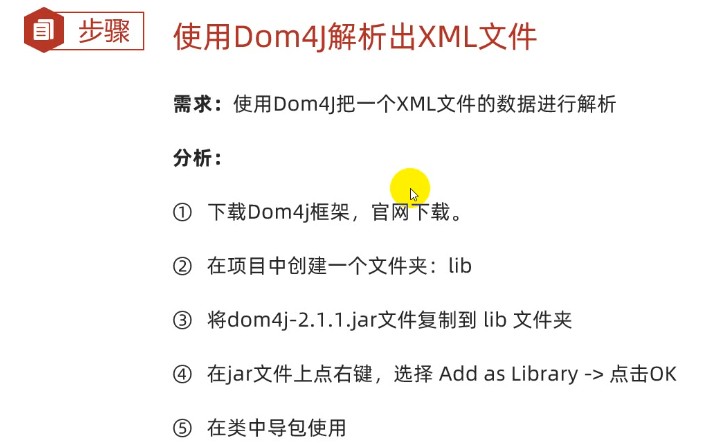 步骤
使用Dom4J解析出XML文件
需求：使用Dom4J把一个XML文件的数据进行解析
分析：
① 下载Dom4j框架，官网下载。
② 在项目中创建一个文件夹：lib
③ 将dom4j-2.1.1.jar文件复制到 lib 文件夹
④ 在jar文件上点右键，选择 Add as Library -> 点击OK
⑤ 在类中导包使用